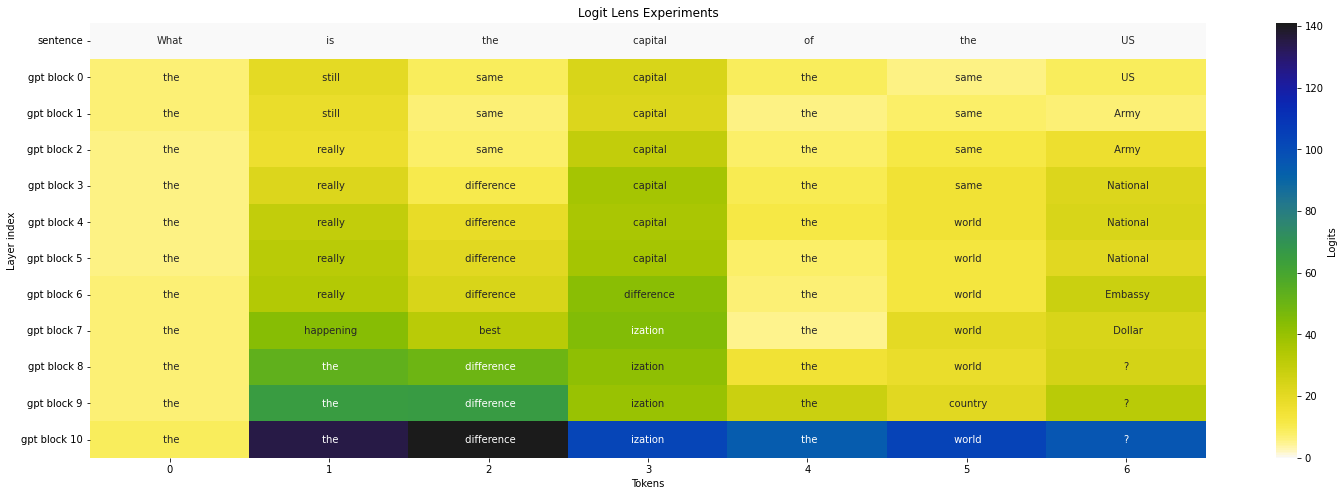 Logit Lens Experiments
sentence What is the capital of the US
gpt block 0 the still same capital the same US
gpt block 1 the still same capital the same Army
gpt block 2 the really same capital the same Army
gpt block 3 the really difference capital the same National
gpt block 4 the really difference capital the world National
gpt block 5 the really difference capital the world National
gpt block 6 the really difference difference the world Embassy
gpt block 7 the happening best ization the world Dollar
gpt block 8 the the difference ization the world ?
gpt block 9 the the difference ization the country ?
gpt block 10 the the difference ization the world ?
0 1 2 3 4 5 6
Tokens
Layer index
140
120
100
80
60
40
20
0
Logits